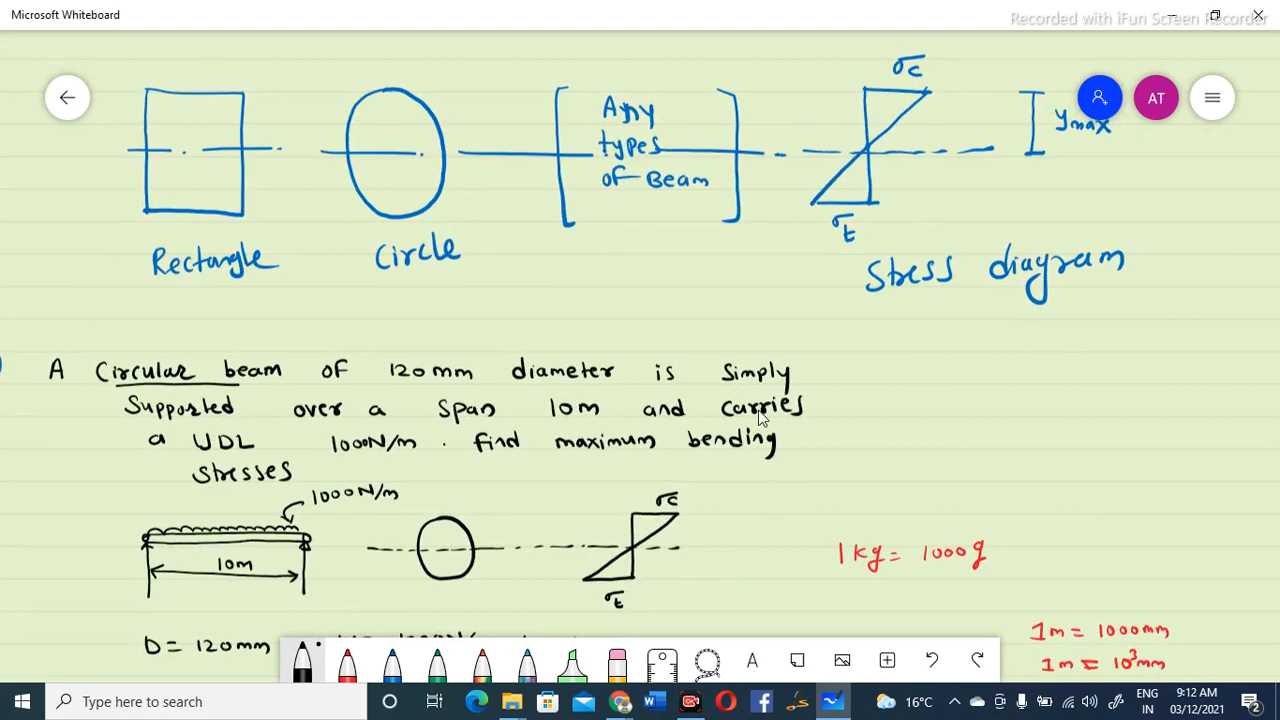 Microsoft Whiteboard
Recorded with iFun Screen Recorder
σc
Any
types
of Beam
ymax
AT
σt
Rectangle
Circle
Stress diagram
A Circular beam of 120mm diameter is Simply
Supported over a span 10m and carries
a UDL 1000N/m. find maximum bending
stresses
1000N/m
σc
10m
σt
1kg = 1000g
D = 120mm
1m = 1000mm
1m = 10³mm
A
Type here to search
16°C
ENG
IN
9:12 AM
03/12/2021
2